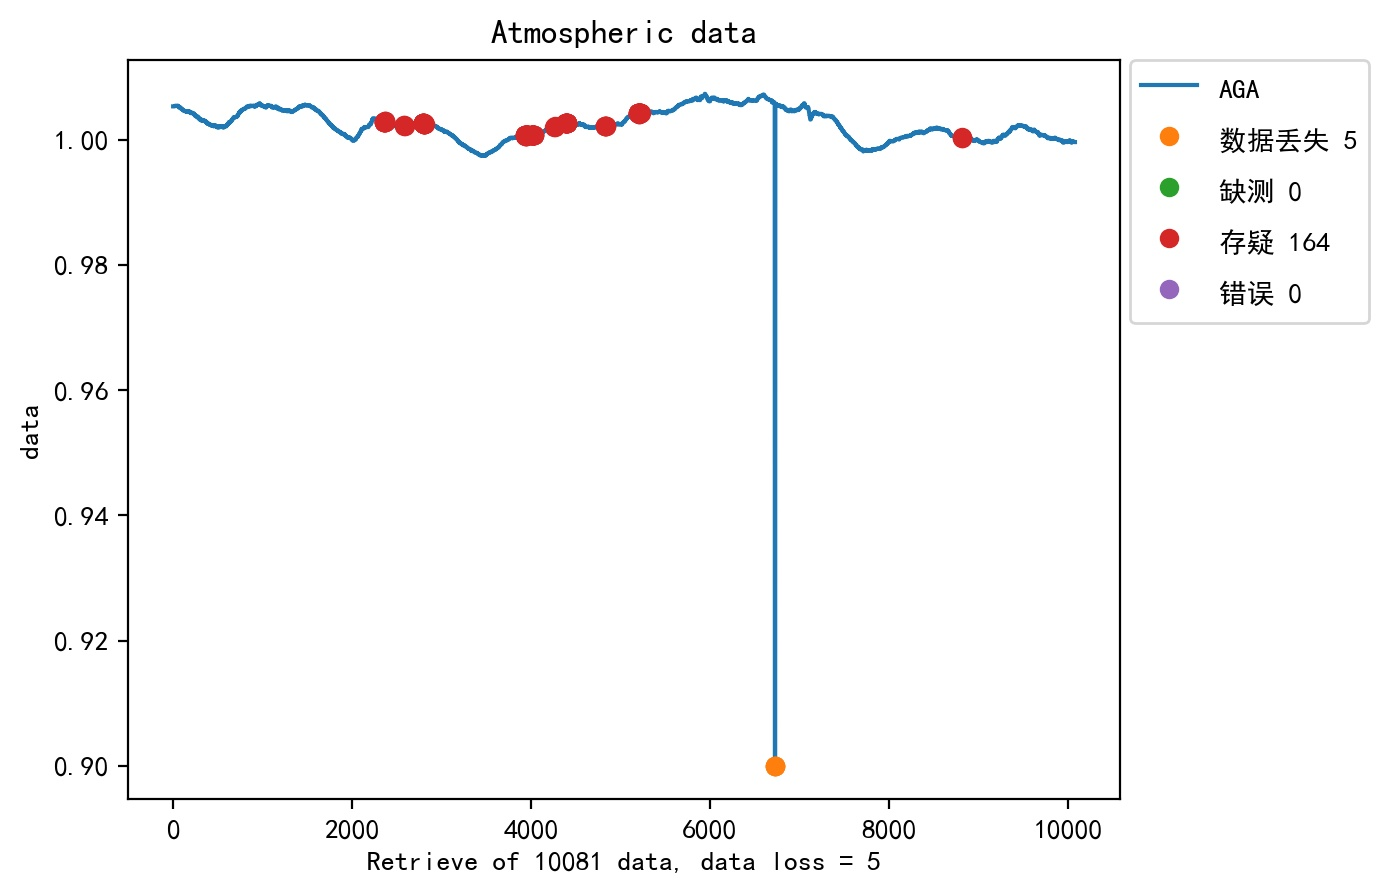 Atmospheric data
AGA
数据丢失 5
缺测 0
存疑 164
错误 0
1.00
0.98
0.96
0.94
0.92
0.90
data
0
2000
4000
6000
8000
10000
Retrieve of 10081 data, data loss = 5